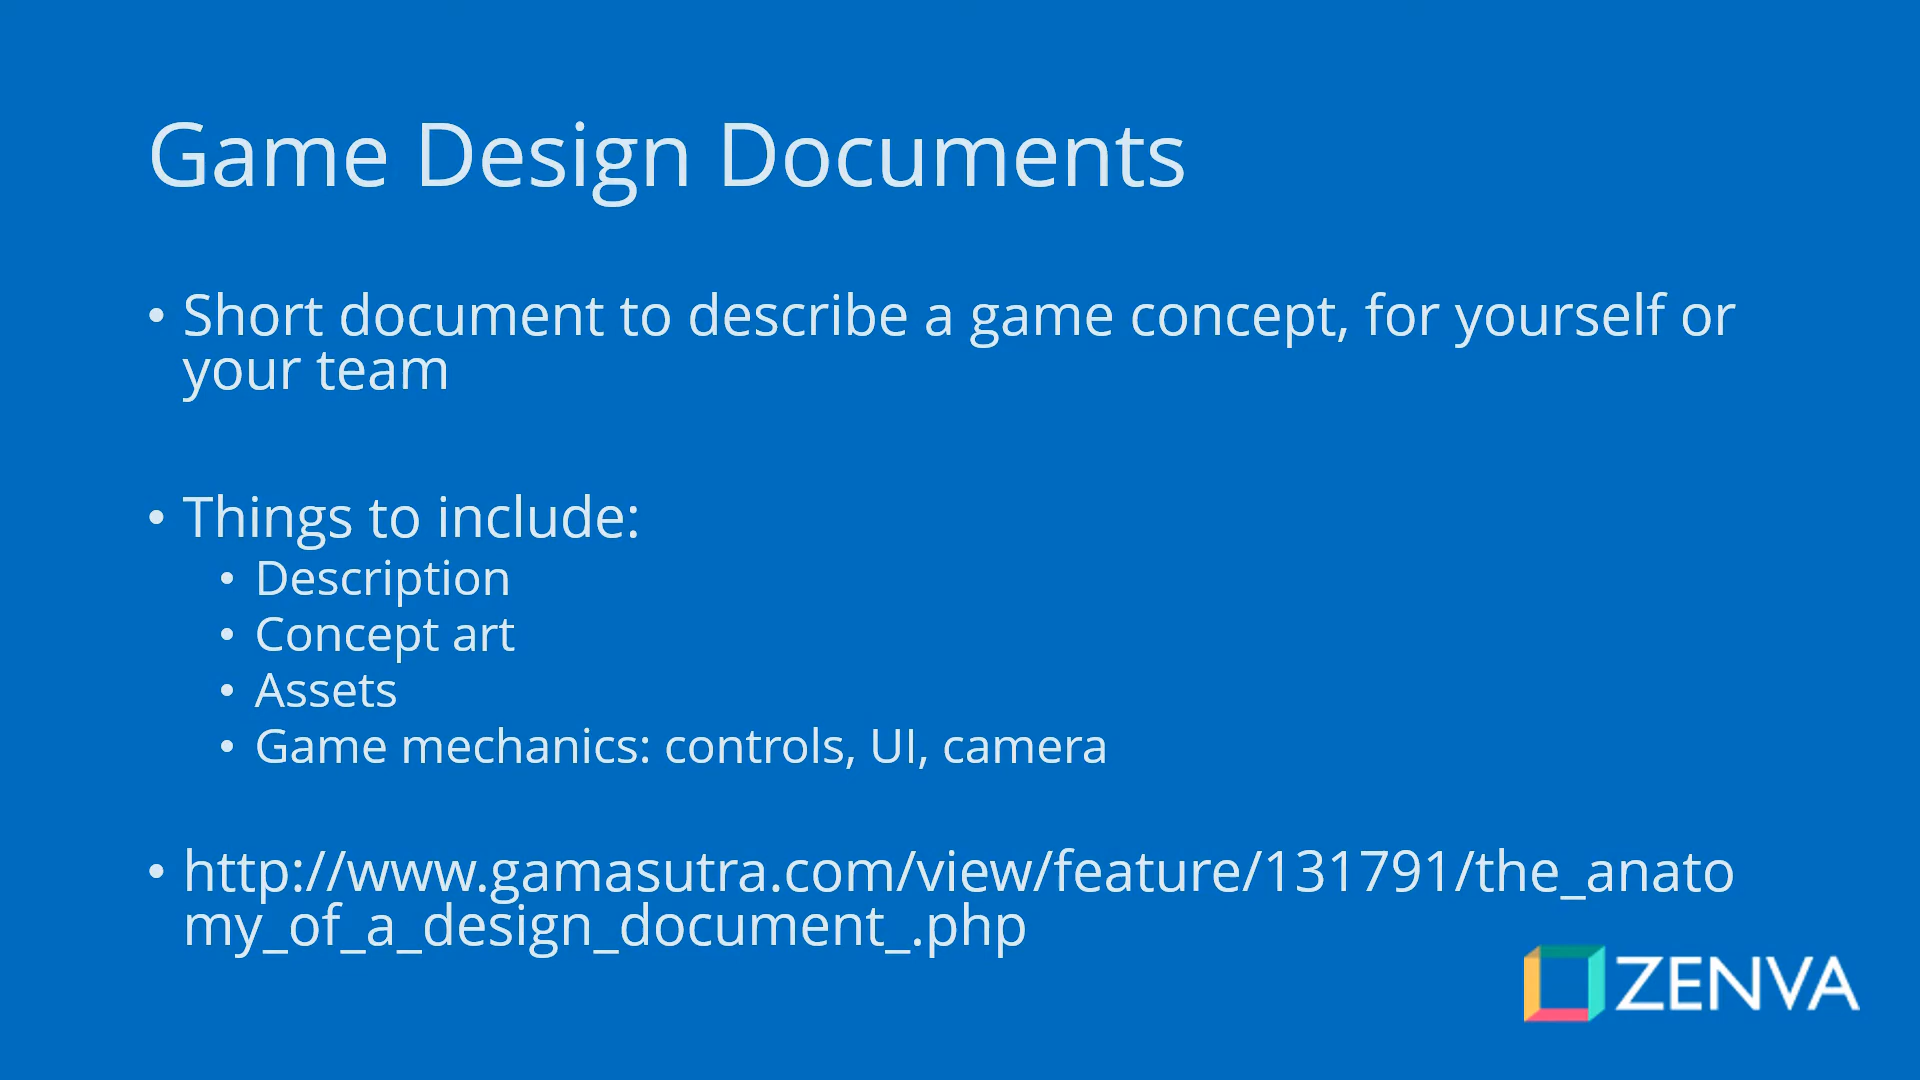 Game Design Documents
• Short document to describe a game concept, for yourself or
your team
• Things to include:
• Description
• Concept art
• Assets
• Game mechanics: controls, UI, camera
• http://www.gamasutra.com/view/feature/131791/the_anato
my_of_a_design_document_.php
ZENVA